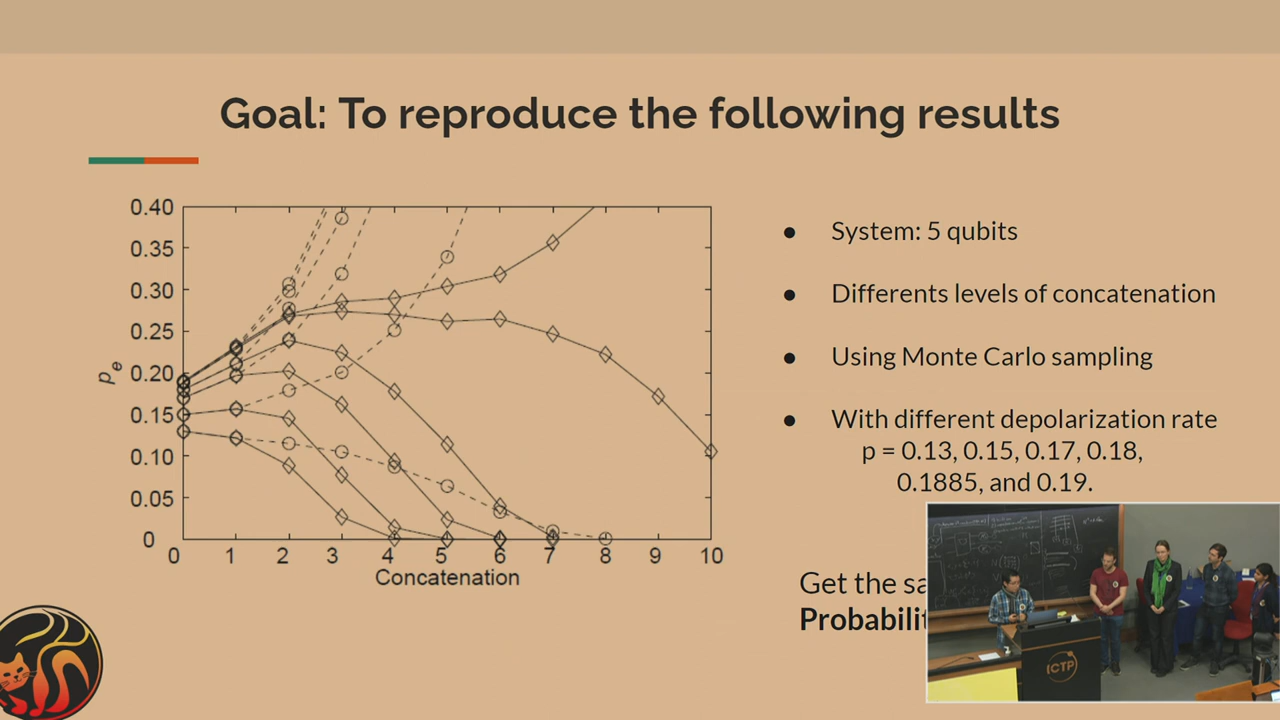 Goal: To reproduce the following results
0.40
0.35
0.30
0.25
0.20
0.15
0.10
0.05
0
pe
0 1 2 3 4 5 6 7 8 9 10
Concatenation
● System: 5 qubits
● Differents levels of concatenation
● Using Monte Carlo sampling
● With different depolarization rate
p = 0.13, 0.15, 0.17, 0.18,
0.1885, and 0.19.
Get the
ICTP